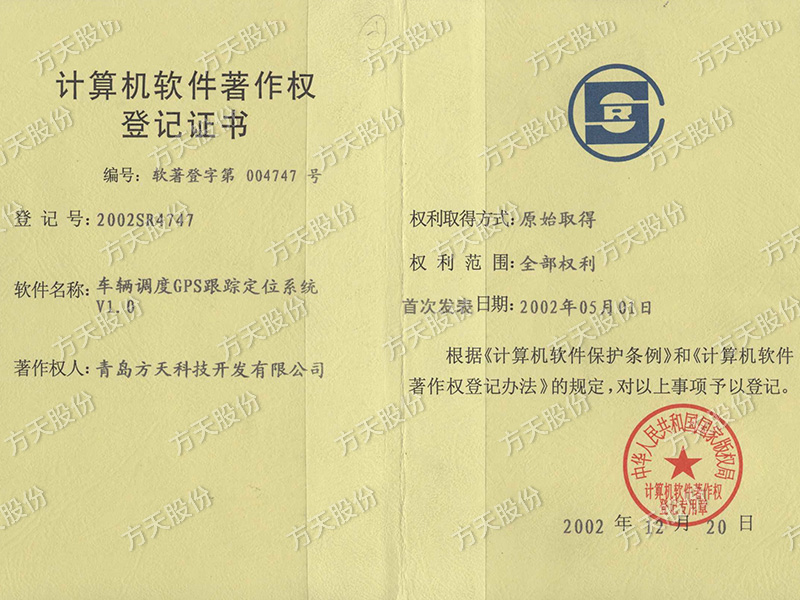 计算机软件著作权
登记证书
编号: 软著登字第 004747 号
登 记 号: 2002SR4747
软件名称: 车辆调度GPS跟踪定位系统
V1.0
著作权人: 青岛方天科技开发有限公司
SR
权利取得方式: 原始取得
权 利 范 围: 全部权利
首次发表日期: 2002年05月01日
根据《计算机软件保护条例》和《计算机软件
著作权登记办法》的规定,对以上事项予以登记。
中华人民共和国国家版权局
计算机软件著作权
登记专用章
2002 年 12 月 20 日
方天股份